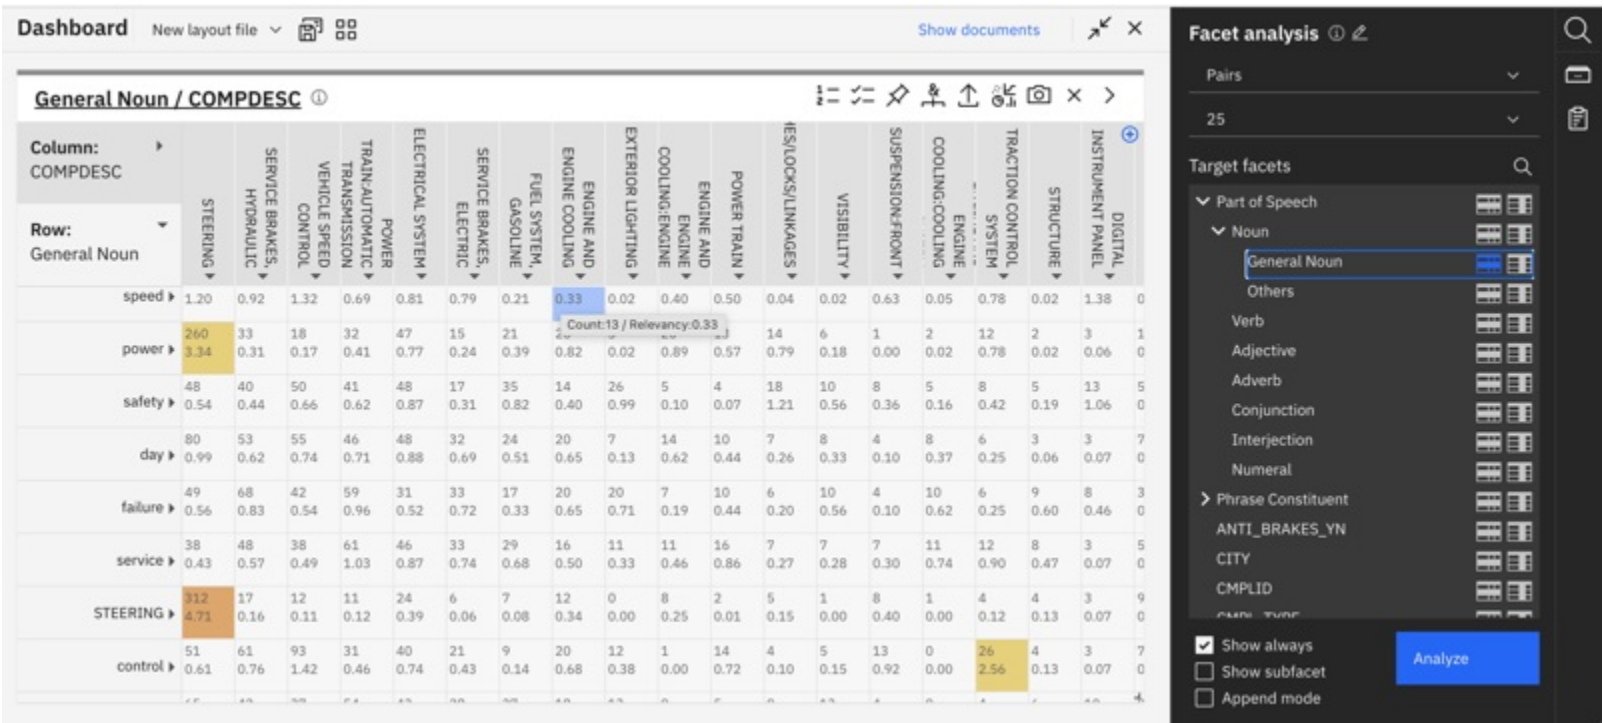 Dashboard New layout file Show documents
General Noun / COMPDESC
Column:
COMPDESC
Row:
General Noun
STEERING
SERVICE BRAKES,
HYDRAULIC
VEHICLE SPEED
CONTROL
POWER
TRAIN:AUTOMATIC
TRANSMISSION
ELECTRICAL SYSTEM
SERVICE BRAKES,
ELECTRIC
FUEL SYSTEM,
GASOLINE
ENGINE AND
ENGINE COOLING
EXTERIOR LIGHTING
ENGINE AND
ENGINE
COOLING:ENGINE
POWER TRAIN
/LOCKS/LINKAGES
VISIBILITY
SUSPENSION:FRONT
ENGINE
COOLING:COOLING
TRACTION CONTROL
SYSTEM
STRUCTURE
DIGITAL
INSTRUMENT PANEL
speed 1.20 0.92 1.32 0.69 0.81 0.79 0.21 0.33 0.02 0.40 0.50 0.04 0.02 0.63 0.05 0.78 0.02 1.38 0
Count:13 / Relevancy:0.33
260 33 18 32 47 15 21 14 6 1 2 12 2 3 1
power 3.34 0.31 0.17 0.41 0.77 0.24 0.39 0.82 0.02 0.89 0.57 0.79 0.18 0.00 0.02 0.78 0.02 0.06 0
48 40 50 41 48 17 35 14 26 5 4 18 10 8 5 8 5 13 5
safety 0.54 0.44 0.66 0.62 0.87 0.31 0.82 0.40 0.99 0.10 0.07 1.21 0.56 0.36 0.16 0.42 0.19 1.06 0
80 53 55 46 48 32 24 20 7 14 10 7 8 4 8 6 3 3 7
day 0.99 0.62 0.74 0.71 0.88 0.69 0.51 0.65 0.13 0.62 0.44 0.26 0.33 0.10 0.37 0.25 0.06 0.07 0
49 68 42 59 31 33 17 20 20 7 10 6 10 4 10 6 9 8 3
failure 0.56 0.83 0.54 0.96 0.52 0.72 0.33 0.65 0.71 0.19 0.44 0.20 0.56 0.10 0.62 0.25 0.60 0.46 0
38 48 38 61 46 33 29 16 11 11 16 7 7 7 11 12 8 3 5
service 0.43 0.57 0.49 1.03 0.87 0.74 0.68 0.50 0.33 0.46 0.86 0.27 0.28 0.30 0.74 0.90 0.47 0.07 0
312 17 12 11 24 6 7 12 0 8 2 5 1 8 1 4 4 3 9
STEERING 4.71 0.16 0.11 0.12 0.39 0.06 0.08 0.34 0.00 0.25 0.01 0.15 0.00 0.40 0.00 0.12 0.13 0.07 0
51 61 93 31 40 21 9 20 12 1 14 4 5 13 0 26 4 3 7
control 0.61 0.76 1.42 0.46 0.74 0.43 0.14 0.68 0.38 0.00 0.72 0.10 0.15 0.92 0.00 2.56 0.13 0.07 0
Facet analysis
Pairs
25
Target facets
Part of Speech
Noun
General Noun
Others
Verb
Adjective
Adverb
Conjunction
Interjection
Numeral
Phrase Constituent
ANTI_BRAKES_YN
CITY
CMPLID
CMPL_TYPE
Show always
Show subfacet
Append mode
Analyze